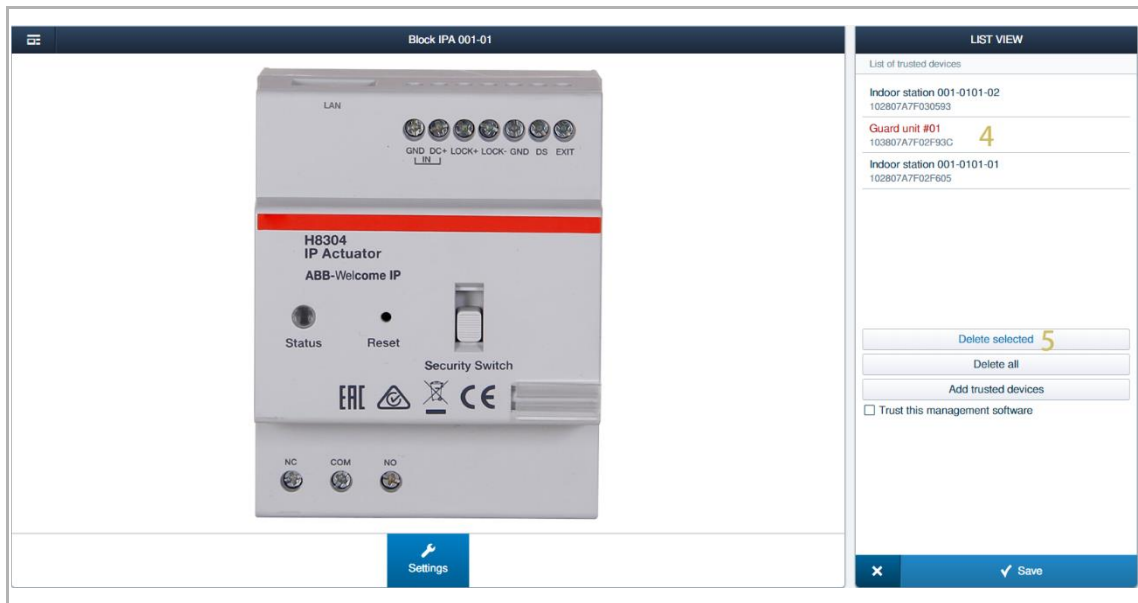 Block IPA 001-01
LAN
GND DC+ LOCK+ LOCK- GND DS EXIT
IN
H8304
IP Actuator
ABB-Welcome IP
Status
Reset
Security Switch
EAC
CE
NC COM NO
Settings
LIST VIEW
List of trusted devices
Indoor station 001-0101-02
102807A7F030593
Guard unit #01
103807A7F02F93C
4
Indoor station 001-0101-01
102807A7F02F605
Delete selected
5
Delete all
Add trusted devices
Trust this management software
Save